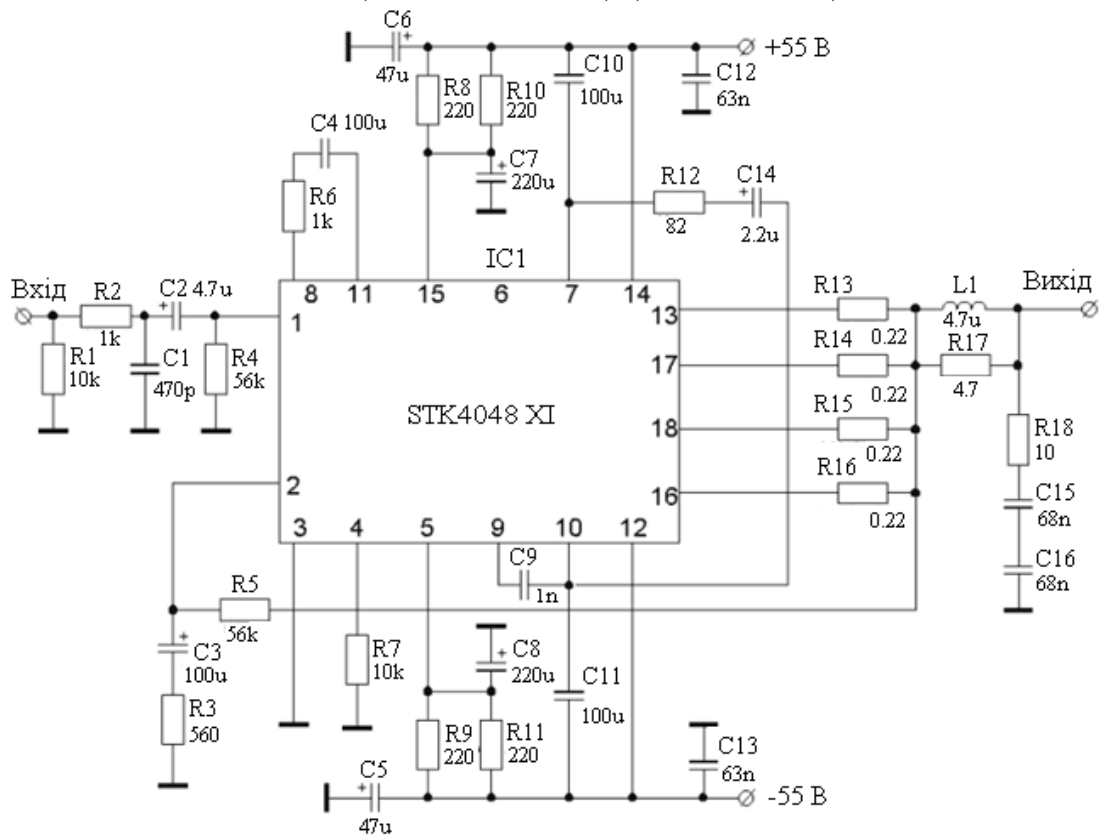 C6
+
47u
+55 В
R8
220
R10
220
C10
100u
C12
63n
C4 100u
R6
1k
+ C7
220u
R12
82
C14
+
2.2u
IC1
Вхід
R2
1k
C2 4.7u
+
R1
10k
C1
470p
R4
56k
8 11 15 6 7 14
1
2
13
17
18
16
STK4048 XI
3 4 5 9 10 12
R13
0.22
R14
0.22
R15
0.22
R16
0.22
L1
4.7u
R17
4.7
Вихід
R18
10
C15
68n
C16
68n
C9
1n
R5
56k
+
C3
100u
R3
560
R7
10k
C8
+
220u
R9
220
R11
220
C11
100u
C13
63n
C5
+
47u
-55 В